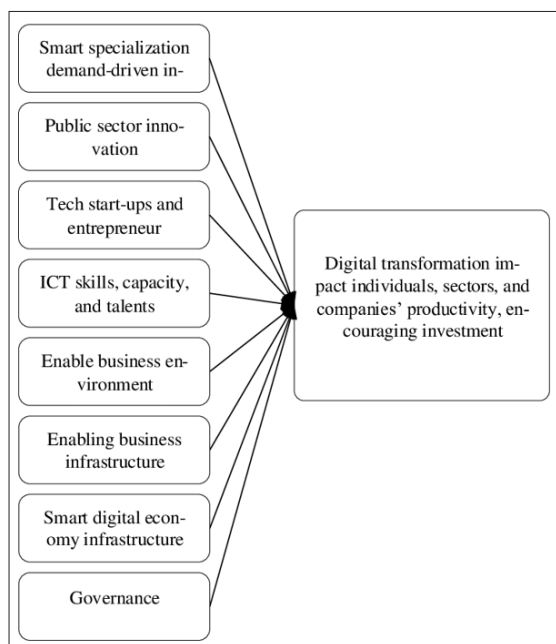 Smart specialization
demand-driven in-
Public sector inno-
vation
Tech start-ups and
entrepreneur
ICT skills, capacity,
and talents
Enable business en-
vironment
Enabling business
infrastructure
Smart digital econ-
omy infrastructure
Governance
Digital transformation im-
pact individuals, sectors, and
companies’ productivity, en-
couraging investment